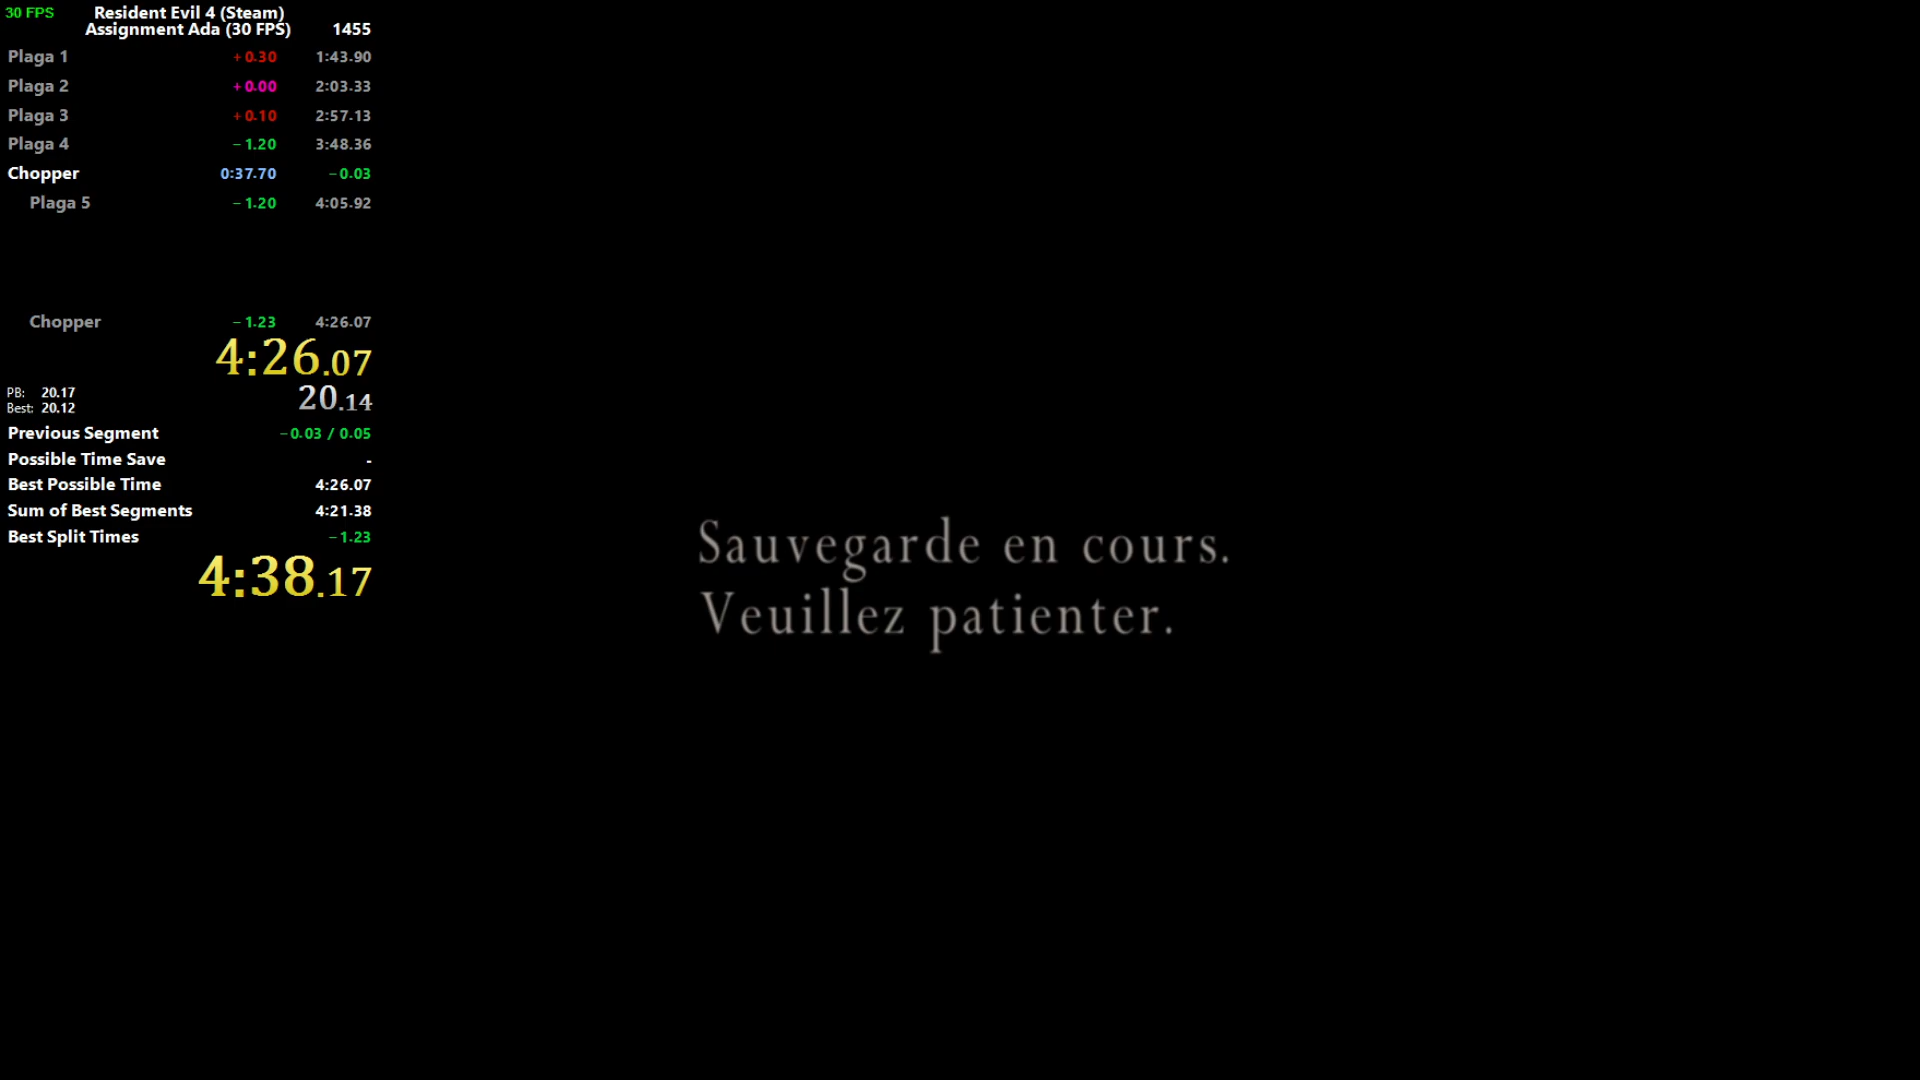 30 FPS
Resident Evil 4 (Steam)
Assignment Ada (30 FPS) 1455
Plaga 1 +0.30 1:43.90
Plaga 2 +0.00 2:03.33
Plaga 3 +0.10 2:57.13
Plaga 4 −1.20 3:48.36
Chopper 0:37.70 −0.03
Plaga 5 −1.20 4:05.92
Chopper −1.23 4:26.07
4:26.07
PB: 20.17
Best: 20.12
20.14
Previous Segment −0.03 / 0.05
Possible Time Save -
Best Possible Time 4:26.07
Sum of Best Segments 4:21.38
Best Split Times −1.23
4:38.17
Sauvegarde en cours.
Veuillez patienter.